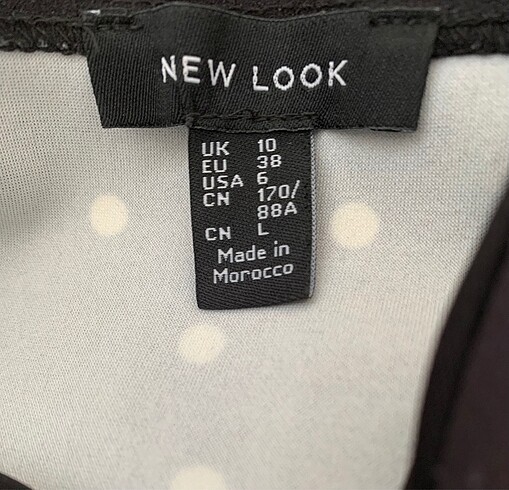 NEW LOOK
UK 10
EU 38
USA 6
CN 170/
88A
CN L
Made in
Morocco